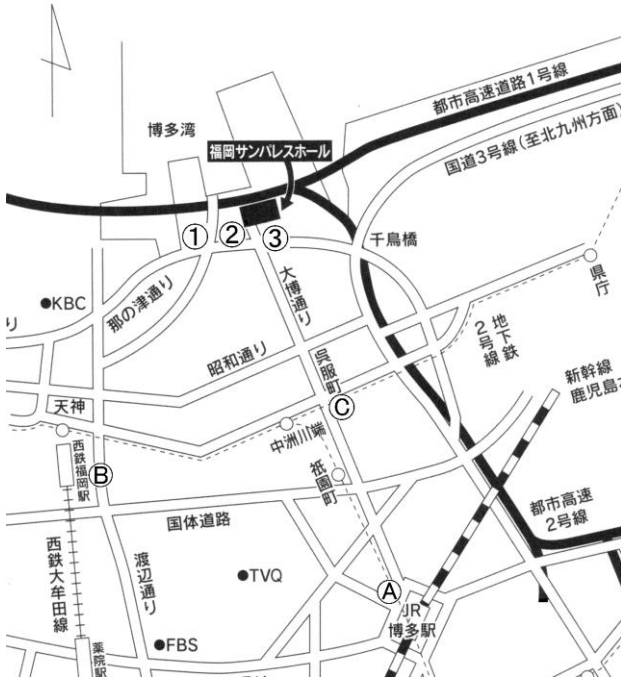 都市高速道路1号線
博多湾
国道3号線(至北九州方面)
福岡サンパレスホール
①
②
③
千鳥橋
県庁
KBC
那の津通り
大博通り
地下鉄
2号線
り
昭和通り
呉服町
新幹線
鹿児島
天神
Ⓒ
中洲川端
西鉄福岡駅
Ⓑ
祇園町
都市高速
2号線
国体道路
西鉄大牟田線
渡辺通り
TVQ
Ⓐ
JR
博多駅
FBS
薬院駅